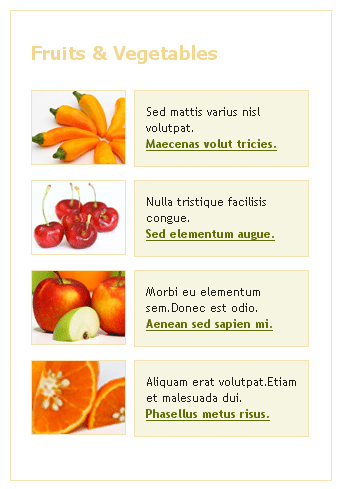 Fruits & Vegetables
Sed mattis varius nisl
volutpat.
Maecenas volut tricies.
Nulla tristique facilisis
congue.
Sed elementum augue.
Morbi eu elementum
sem.Donec est odio.
Aenean sed sapien mi.
Aliquam erat volutpat.Etiam
et malesuada dui.
Phasellus metus risus.